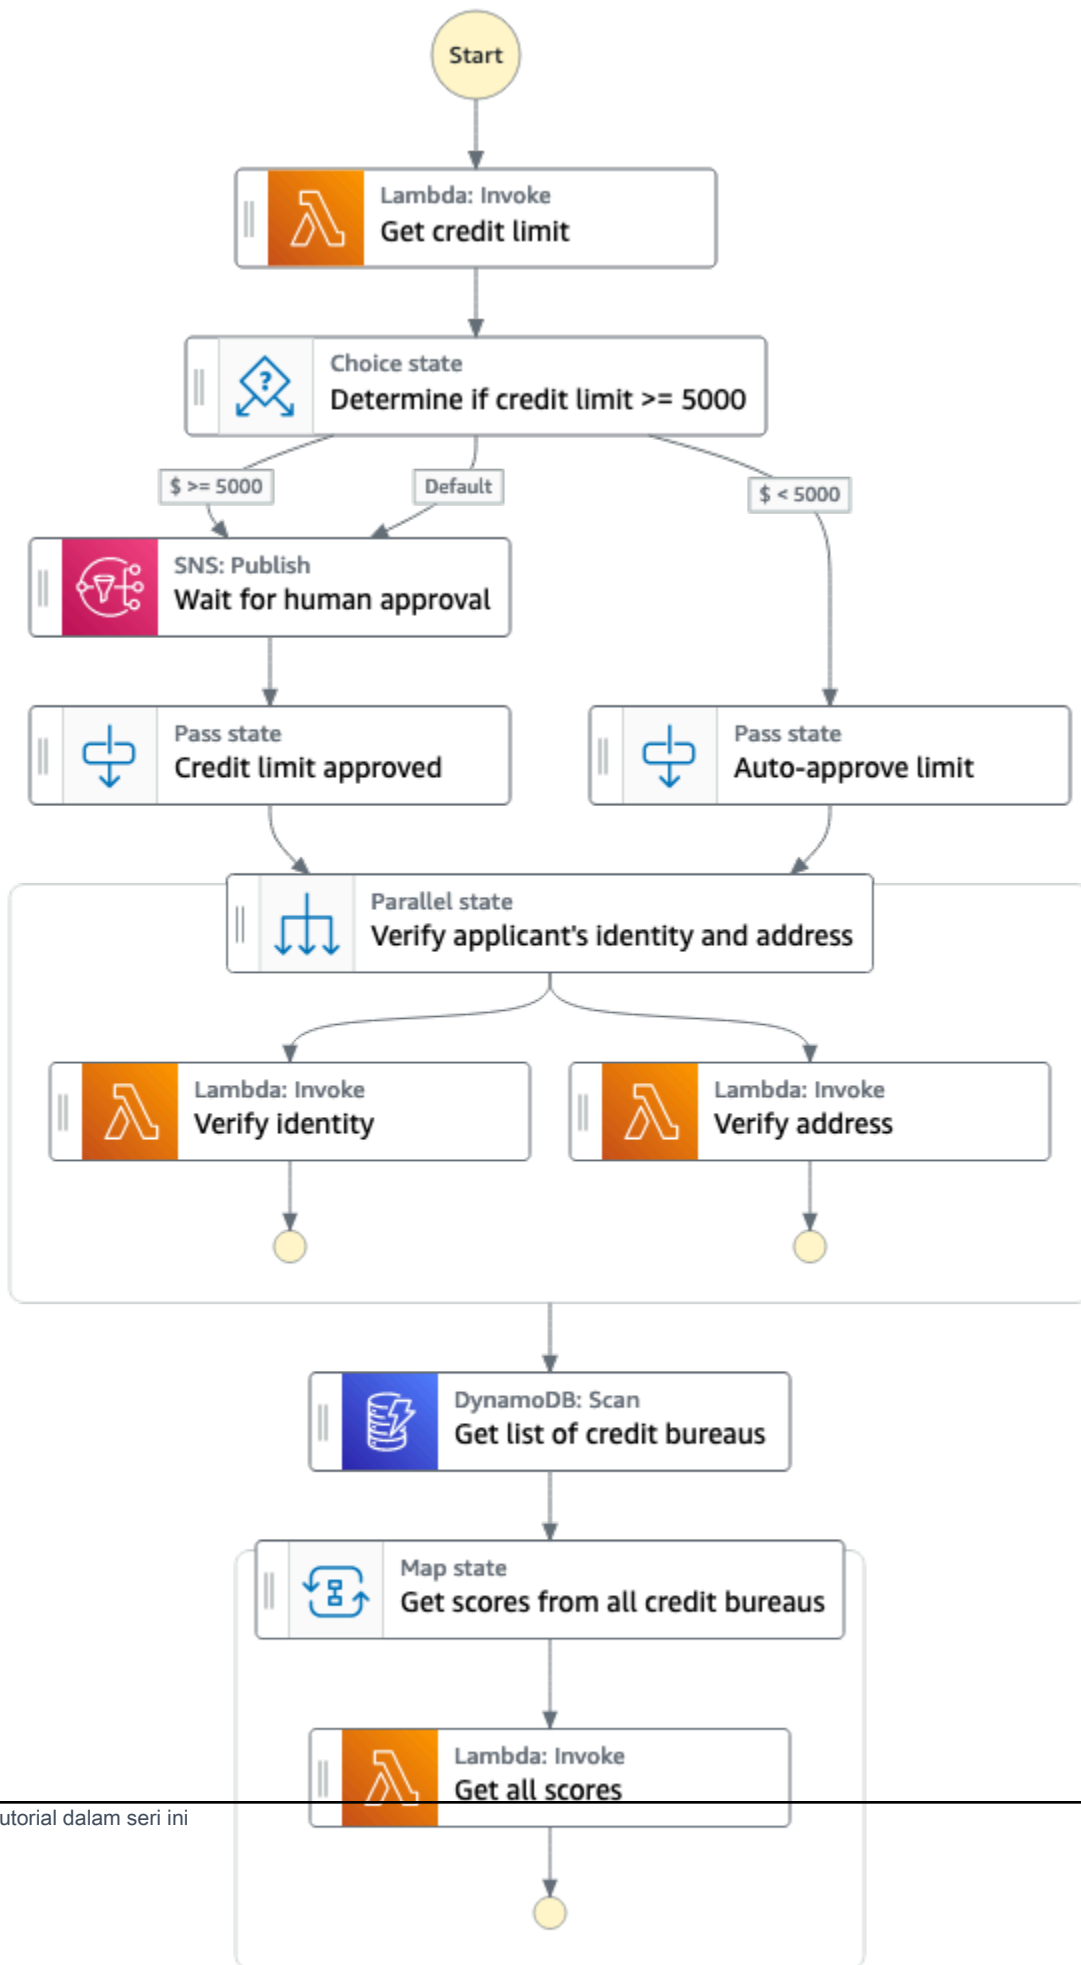 Start
Lambda: Invoke
Get credit limit
Choice state
Determine if credit limit >= 5000
$ >= 5000
Default
$ < 5000
SNS: Publish
Wait for human approval
Pass state
Credit limit approved
Pass state
Auto-approve limit
Parallel state
Verify applicant's identity and address
Lambda: Invoke
Verify identity
Lambda: Invoke
Verify address
DynamoDB: Scan
Get list of credit bureaus
Map state
Get scores from all credit bureaus
Lambda: Invoke
Get all scores
utorial dalam seri ini